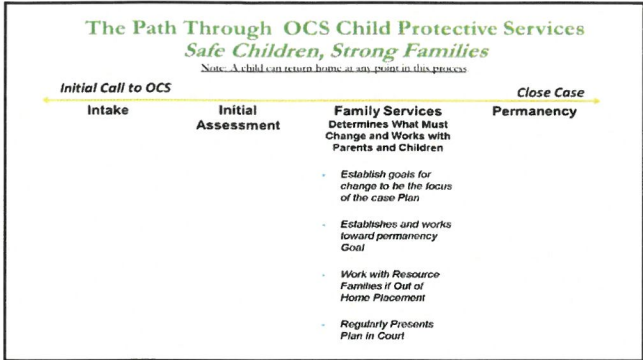 The Path Through OCS Child Protective Services
Safe Children, Strong Families
Note: A child can return home at any point in this process
Initial Call to OCS
Close Case
Intake
Initial
Assessment
Family Services
Determines What Must
Change and Works with
Parents and Children
Permanency
- Establish goals for
change to be the focus
of the case Plan
- Establishes and works
toward permanency
Goal
- Work with Resource
Families if Out of
Home Placement
- Regularly Presents
Plan in Court